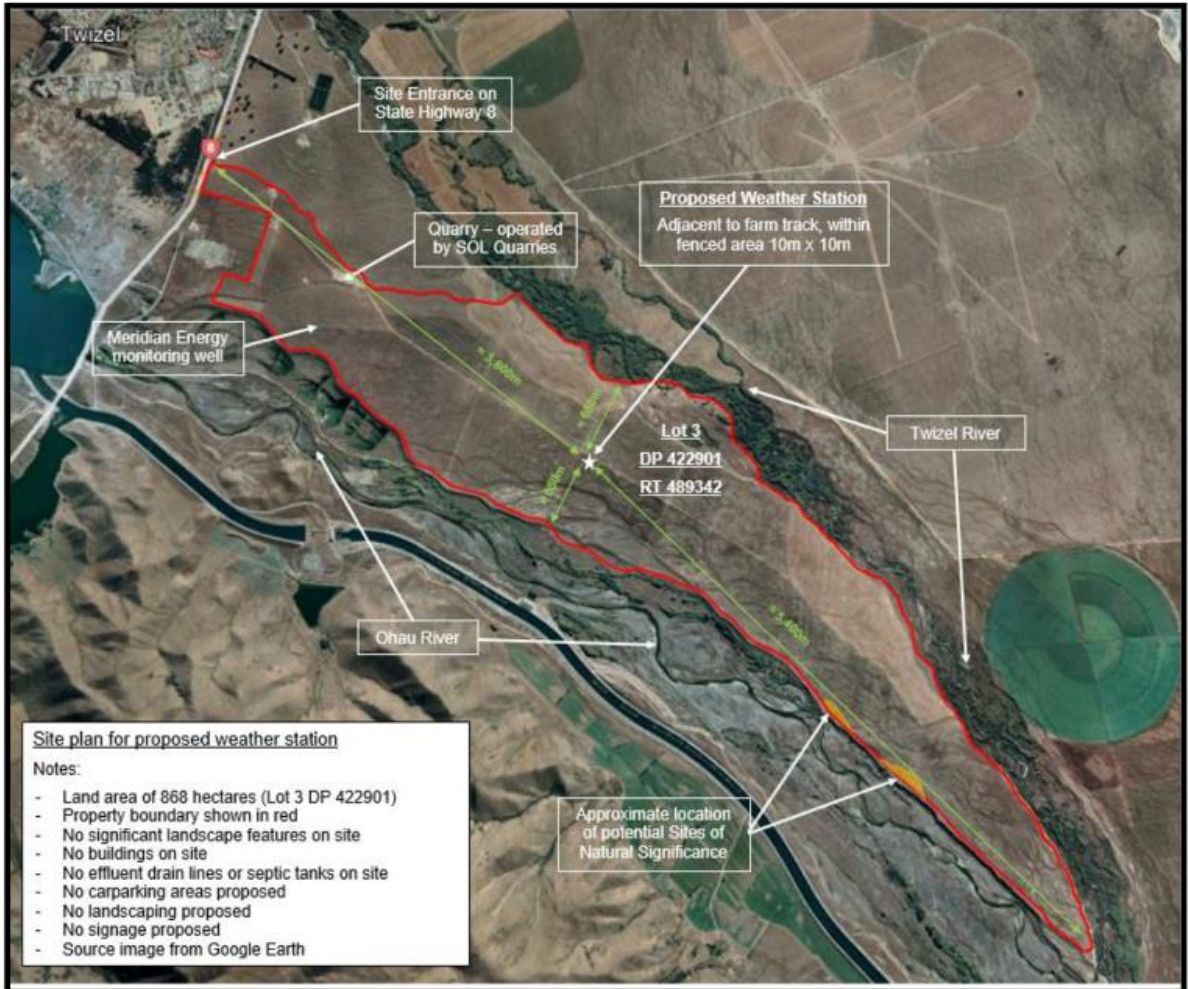 Twizel
Site Entrance on
State Highway 8
8
Proposed Weather Station
Adjacent to farm track, within
fenced area 10m x 10m
Quarry – operated
by SOL Quarries
Meridian Energy
monitoring well
Lot 3
DP 422901
RT 489342
Twizel River
Ohau River
Approximate location
of potential Sites of
Natural Significance
Site plan for proposed weather station
Notes:
- Land area of 868 hectares (Lot 3 DP 422901)
- Property boundary shown in red
- No significant landscape features on site
- No buildings on site
- No effluent drain lines or septic tanks on site
- No carparking areas proposed
- No landscaping proposed
- No signage proposed
- Source image from Google Earth